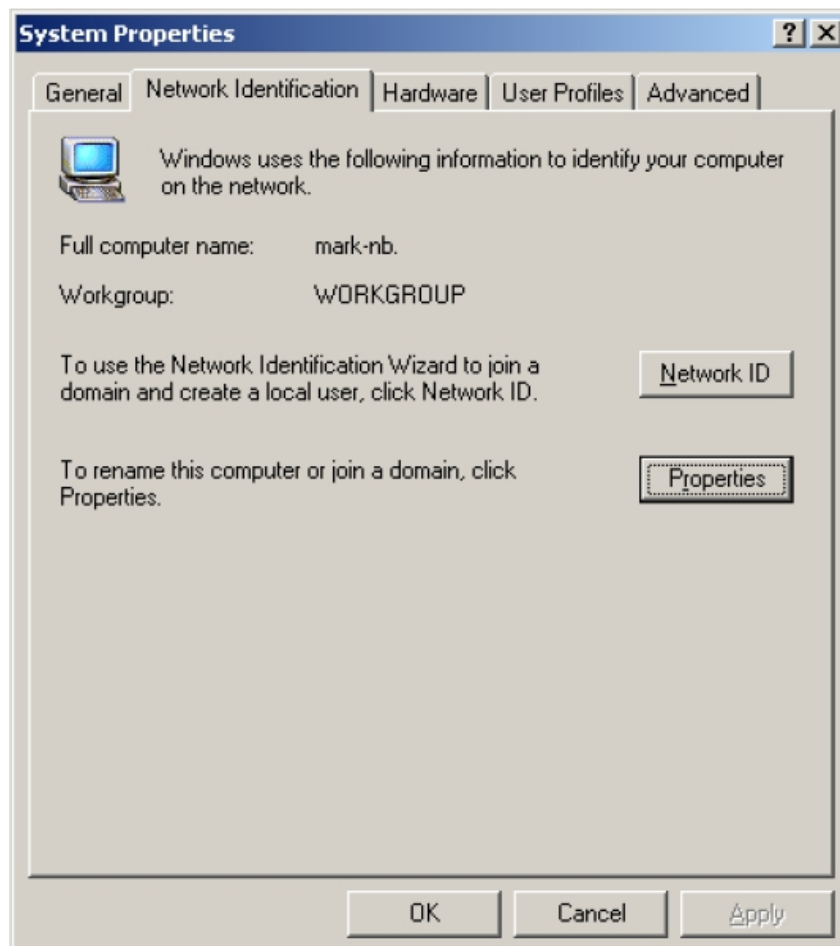 System Properties
General Network Identification Hardware User Profiles Advanced
Windows uses the following information to identify your computer
on the network.
Full computer name: mark-nb.
Workgroup: WORKGROUP
To use the Network Identification Wizard to join a
domain and create a local user, click Network ID.
Network ID
To rename this computer or join a domain, click
Properties.
Properties
OK Cancel Apply